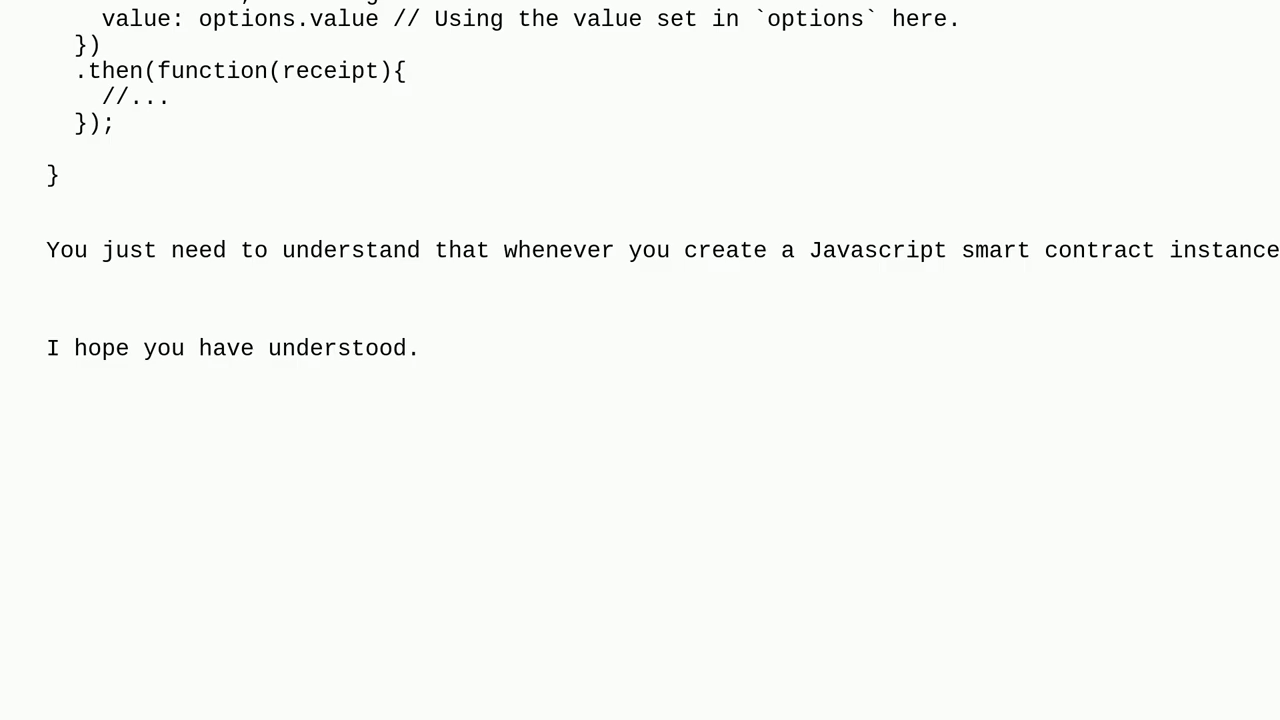 value: options.value // Using the value set in `options` here.
})
.then(function(receipt){
//...
});
}
You just need to understand that whenever you create a Javascript smart contract instance
I hope you have understood.